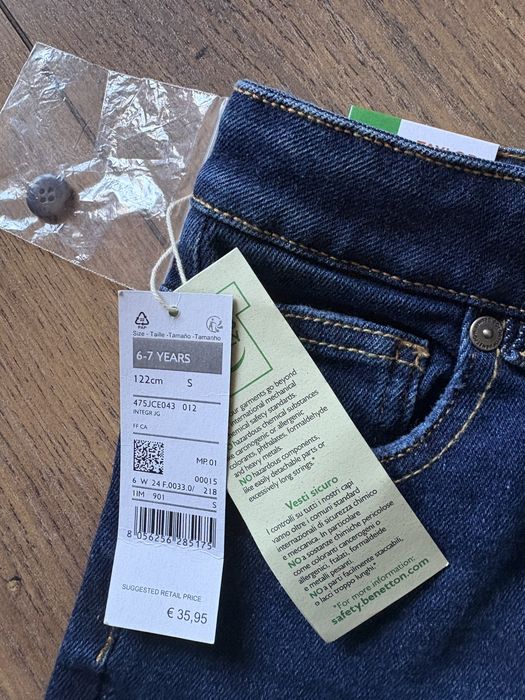 PAP
Size - Taille -Tamaño -Tamanho
6-7 YEARS
122cm S
475JCE043 012
INTEGR JG
FF CA
MP. 01
00015
6 W 24 F.0033.0/ 218
1IM 901 S
8 056256 285175
SUGGESTED RETAIL PRICE
€ 35,95
our garments go beyond
international mechanical
chemical safety standards.
hazardous chemical substances
like carcinogenic or allergenic
colorants, phthalates, formaldehyde
and heavy metals.
NO hazardous components,
like easily detachable parts or
excessively long strings.*
Vesti sicuro
I controlli su tutti i nostri capi
vanno oltre i comuni standard
internazionali di sicurezza chimica
e meccanica. In particolare
NO a sostanze chimiche pericolose
come coloranti cancerogeni o
allergenici, ftalati, formaldeide
e metalli pesanti.
NO a parti facilmente staccabili,
o lacci troppo lunghi.*
*For more information:
safety.benetton.com